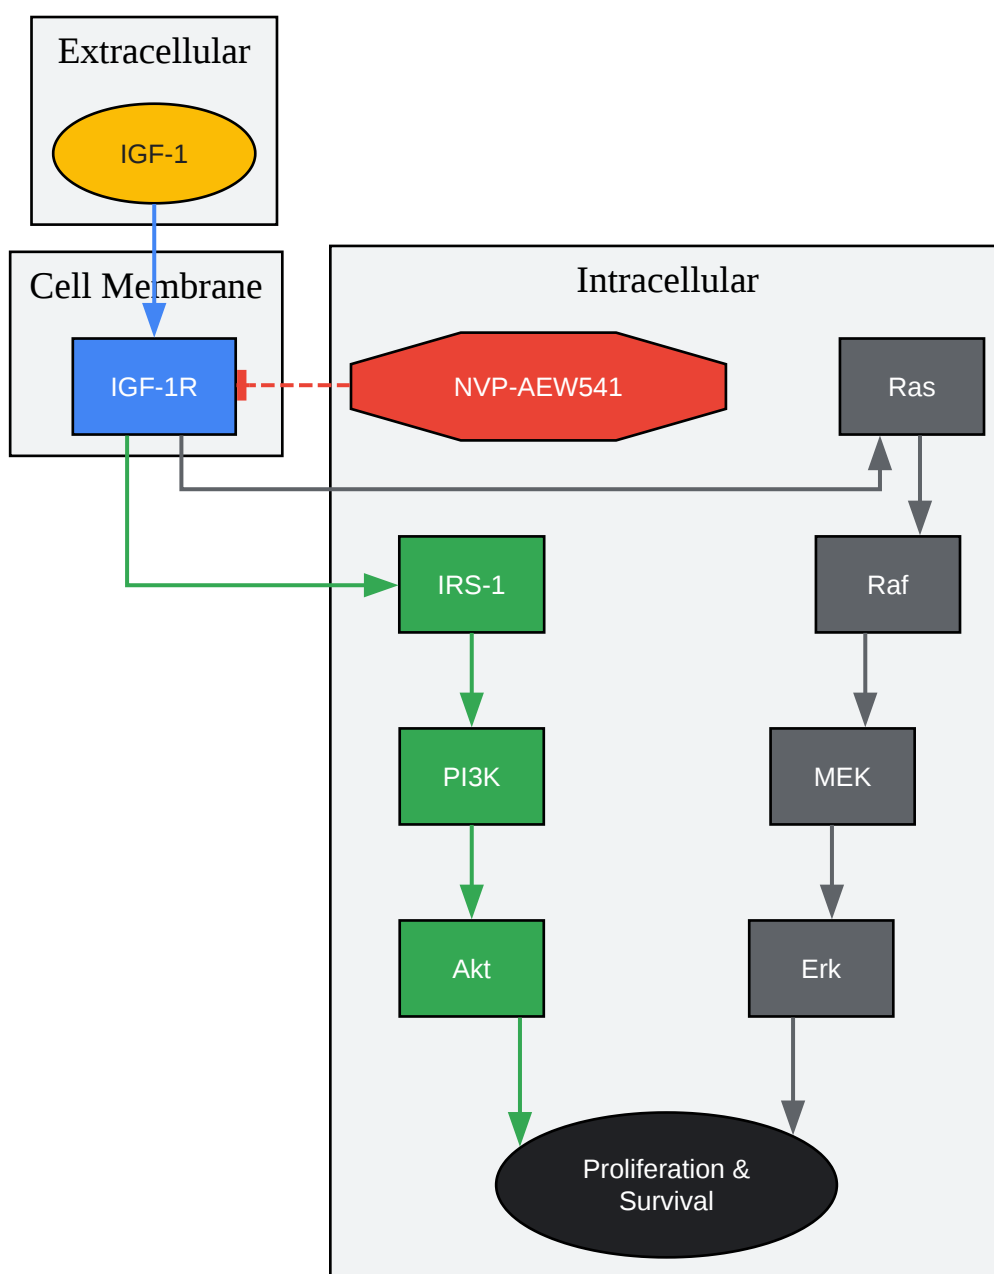 Extracellular
IGF-1
Cell Membrane
Intracellular
IGF-1R
NVP-AEW541
Ras
IRS-1
Raf
PI3K
MEK
Akt
Erk
Proliferation &
Survival